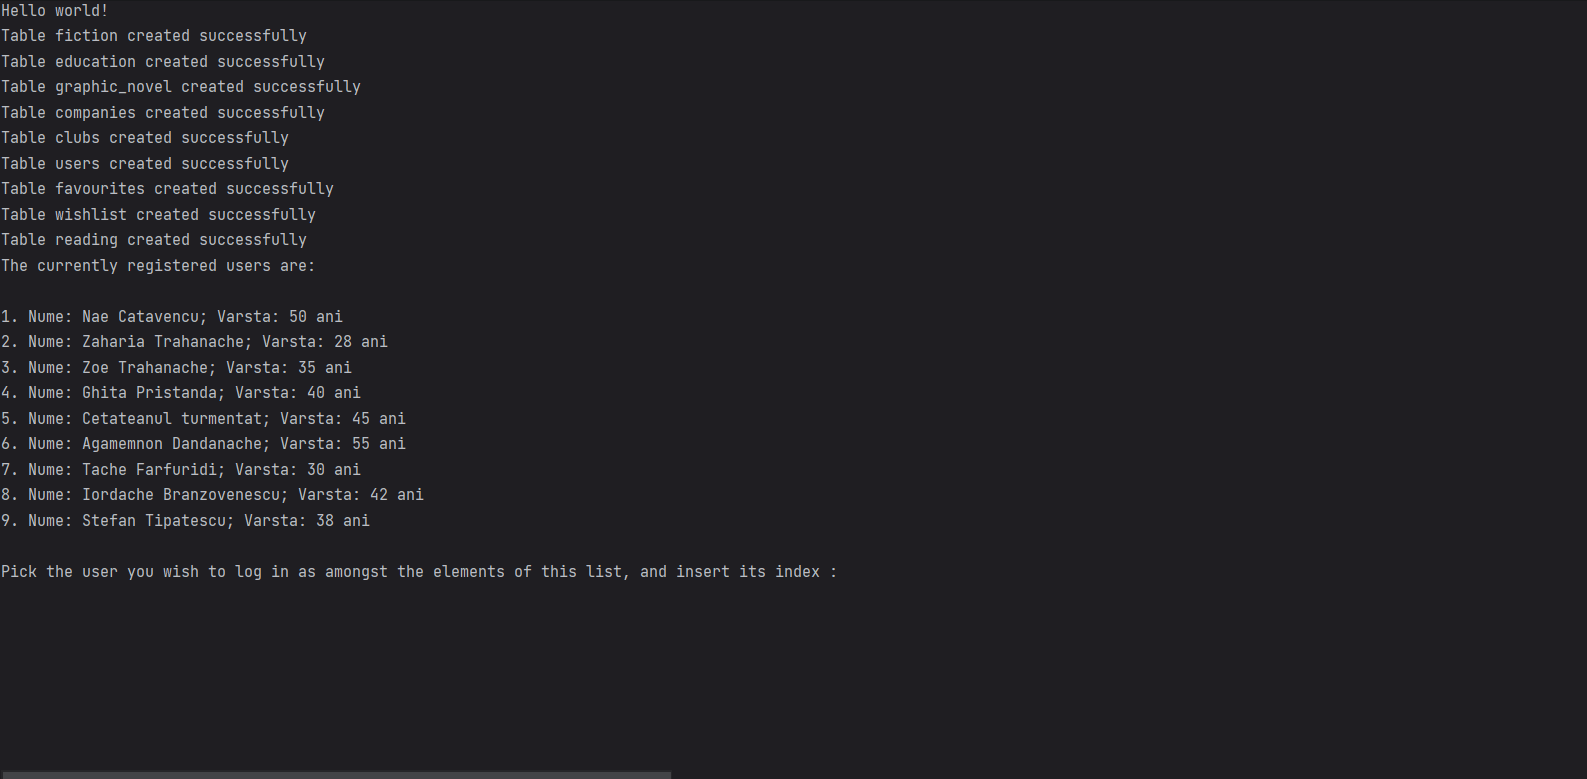 Hello world!
Table fiction created successfully
Table education created successfully
Table graphic_novel created successfully
Table companies created successfully
Table clubs created successfully
Table users created successfully
Table favourites created successfully
Table wishlist created successfully
Table reading created successfully
The currently registered users are:
1. Nume: Nae Catavencu; Varsta: 50 ani
2. Nume: Zaharia Trahanache; Varsta: 28 ani
3. Nume: Zoe Trahanache; Varsta: 35 ani
4. Nume: Ghita Pristanda; Varsta: 40 ani
5. Nume: Cetateanul turmentat; Varsta: 45 ani
6. Nume: Agamemnon Dandanache; Varsta: 55 ani
7. Nume: Tache Farfuridi; Varsta: 30 ani
8. Nume: Iordache Branzovenescu; Varsta: 42 ani
9. Nume: Stefan Tipatescu; Varsta: 38 ani
Pick the user you wish to log in as amongst the elements of this list, and insert its index :